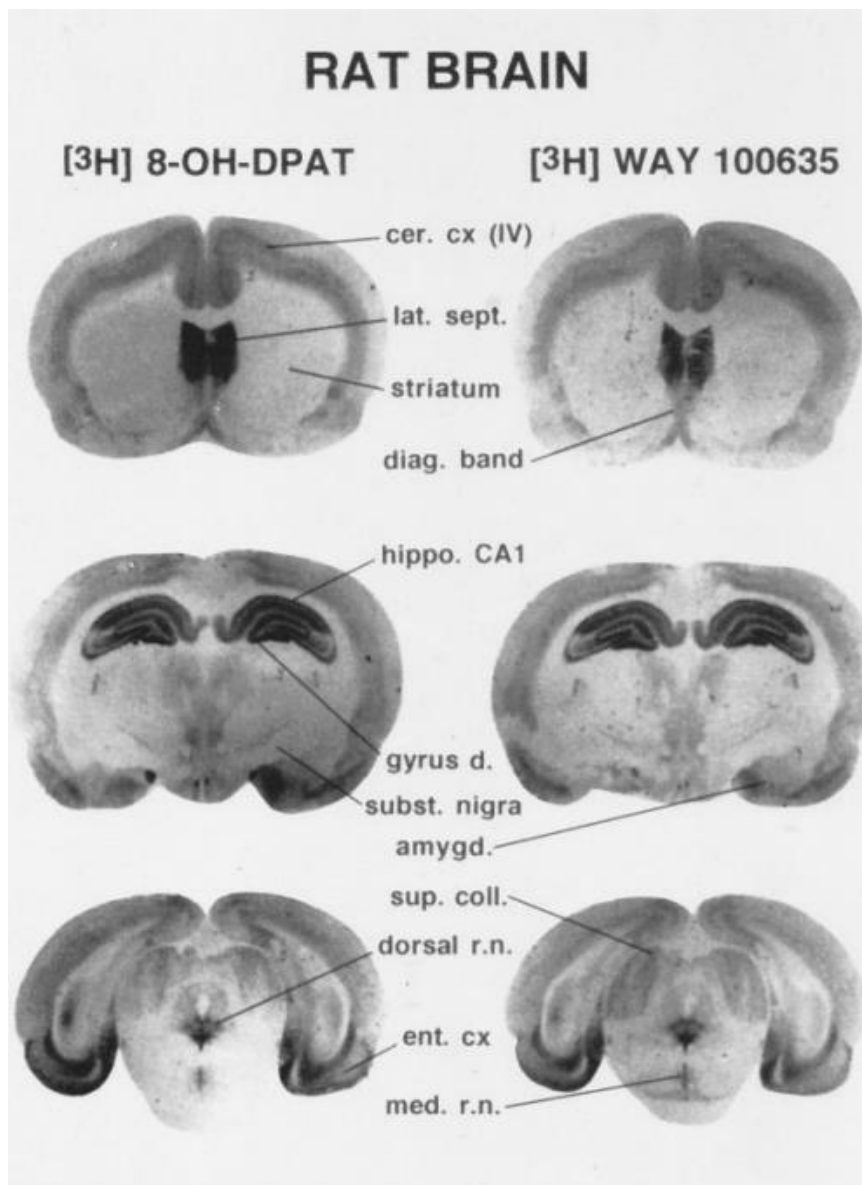 RAT BRAIN
[3H] 8-OH-DPAT
[3H] WAY 100635
cer. cx (IV)
lat. sept.
striatum
diag. band
hippo. CA1
gyrus d.
subst. nigra
amygd.
sup. coll.
dorsal r.n.
ent. cx
med. r.n.